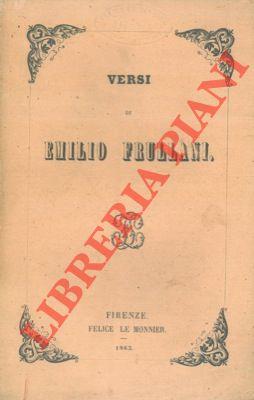 VERSI
DI
EMILIO FRULLANI.
LIBRERIA PIANI
FIRENZE.
FELICE LE MONNIER.
1863.